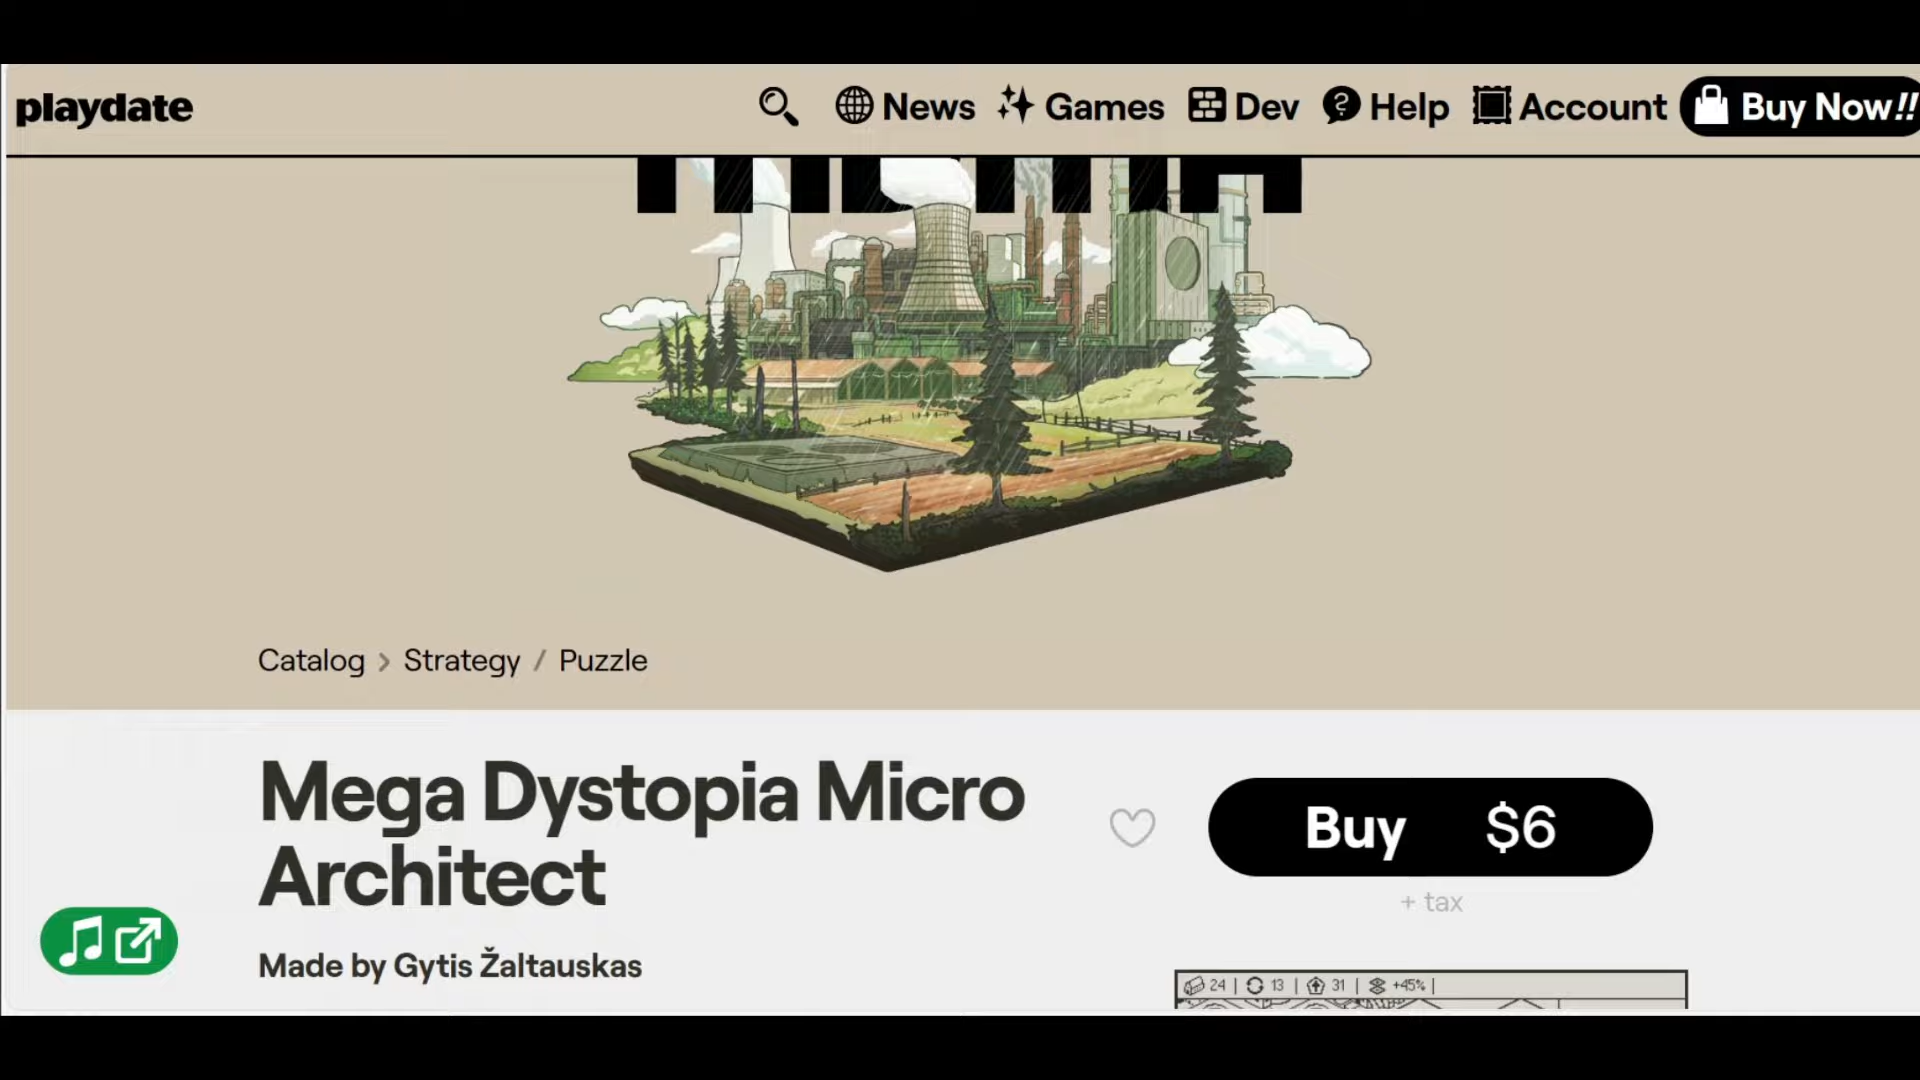 playdate
News Games Dev Help Account Buy Now!!
Catalog > Strategy / Puzzle
Mega Dystopia Micro
Architect
Buy $6
+ tax
Made by Gytis Žaltauskas
24 | 13 | 31 | +45% |